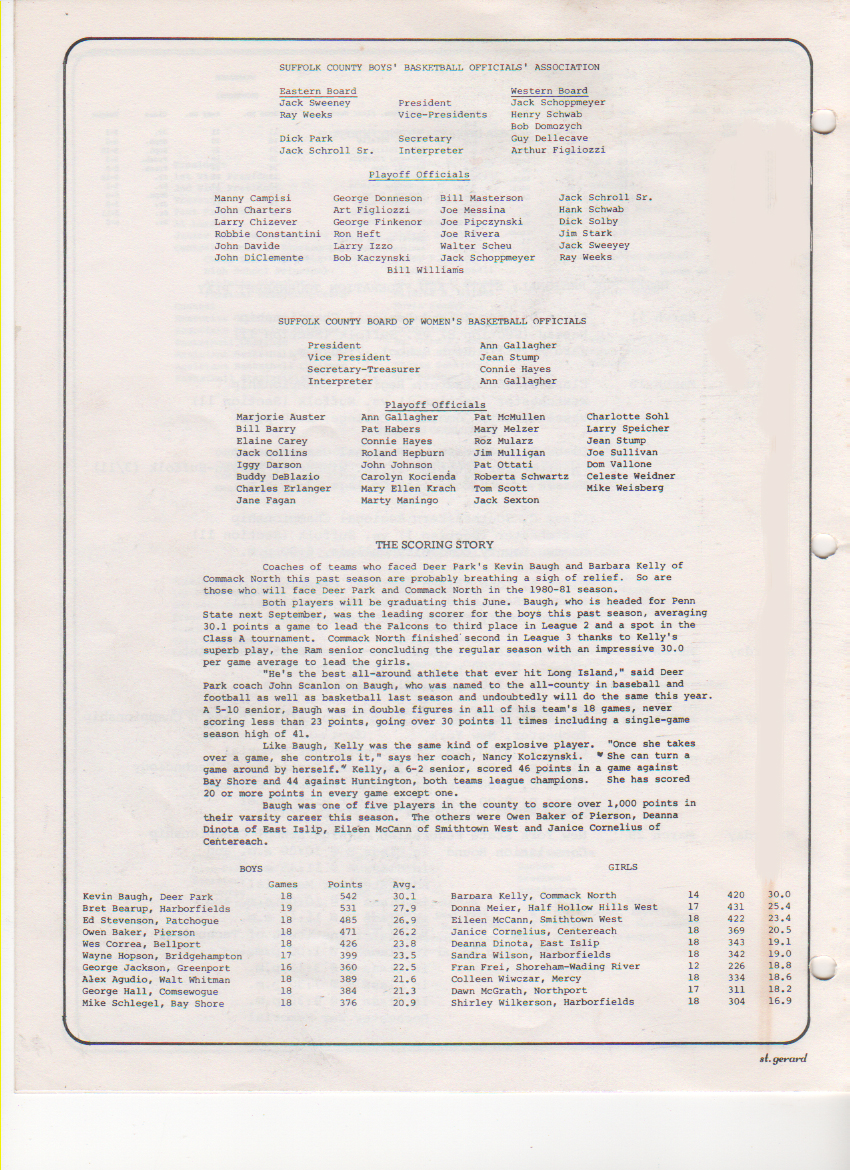 SUFFOLK COUNTY BOYS' BASKETBALL OFFICIALS' ASSOCIATION
Eastern Board Western Board
Jack Sweeney President Jack Schoppmeyer
Ray Weeks Vice-Presidents Henry Schwab
Bob Domozych
Dick Park Secretary Guy Dellecave
Jack Schroll Sr. Interpreter Arthur Figliozzi
Playoff Officials
Manny Campisi George Donneson Bill Masterson Jack Schroll Sr.
John Charters Art Figliozzi Joe Messina Hank Schwab
Larry Chizever George Finkenor Joe Pipczynski Dick Solby
Robbie Constantini Ron Heft Joe Rivera Jim Stark
John Davide Larry Izzo Walter Scheu Jack Sweeyey
John DiClemente Bob Kaczynski Jack Schoppmeyer Ray Weeks
Bill Williams
SUFFOLK COUNTY BOARD OF WOMEN'S BASKETBALL OFFICIALS
President Ann Gallagher
Vice President Jean Stump
Secretary-Treasurer Connie Hayes
Interpreter Ann Gallagher
Playoff Officials
Marjorie Auster Ann Gallagher Pat McMullen Charlotte Sohl
Bill Barry Pat Habers Mary Melzer Larry Speicher
Elaine Carey Connie Hayes Roz Mularz Jean Stump
Jack Collins Roland Hepburn Jim Mulligan Joe Sullivan
Iggy Darson John Johnson Pat Ottati Dom Vallone
Buddy DeBlazio Carolyn Kocienda Roberta Schwartz Celeste Weidner
Charles Erlanger Mary Ellen Krach Tom Scott Mike Weisberg
Jane Fagan Marty Maningo Jack Sexton
THE SCORING STORY
Coaches of teams who faced Deer Park's Kevin Baugh and Barbara Kelly of
Commack North this past season are probably breathing a sigh of relief. So are
those who will face Deer Park and Commack North in the 1980-81 season.
Both players will be graduating this June. Baugh, who is headed for Penn
State next September, was the leading scorer for the boys this past season, averaging
30.1 points a game to lead the Falcons to third place in League 2 and a spot in the
Class A tournament. Commack North finished second in League 3 thanks to Kelly's
superb play, the Ram senior concluding the regular season with an impressive 30.0
per game average to lead the girls.
"He's the best all-around athlete that ever hit Long Island," said Deer
Park coach John Scanlon on Baugh, who was named to the all-county in baseball and
football as well as basketball last season and undoubtedly will do the same this year.
A 5-10 senior, Baugh was in double figures in all of his team's 18 games, never
scoring less than 23 points, going over 30 points 11 times including a single-game
season high of 41.
Like Baugh, Kelly was the same kind of explosive player. "Once she takes
over a game, she controls it," says her coach, Nancy Kolczynski. "She can turn a
game around by herself." Kelly, a 6-2 senior, scored 46 points in a game against
Bay Shore and 44 against Huntington, both teams league champions. She has scored
20 or more points in every game except one.
Baugh was one of five players in the county to score over 1,000 points in
their varsity career this season. The others were Owen Baker of Pierson, Deanna
Dinota of East Islip, Eileen McCann of Smithtown West and Janice Cornelius of
Centereach.
BOYS GIRLS
Games Points Avg.
Kevin Baugh, Deer Park 18 542 30.1 Barbara Kelly, Commack North 14 420 30.0
Bret Bearup, Harborfields 19 531 27.9 Donna Meier, Half Hollow Hills West 17 431 25.4
Ed Stevenson, Patchogue 18 485 26.9 Eileen McCann, Smithtown West 18 422 23.4
Owen Baker, Pierson 18 471 26.2 Janice Cornelius, Centereach 18 369 20.5
Wes Correa, Bellport 18 426 23.8 Deanna Dinota, East Islip 18 343 19.1
Wayne Hopson, Bridgehampton 17 399 23.5 Sandra Wilson, Harborfields 18 342 19.0
George Jackson, Greenport 16 360 22.5 Fran Frei, Shoreham-Wading River 12 226 18.8
Alex Agudio, Walt Whitman 18 389 21.6 Colleen Wiwczar, Mercy 18 334 18.6
George Hall, Comsewogue 18 384 21.3 Dawn McGrath, Northport 17 311 18.2
Mike Schlegel, Bay Shore 18 376 20.9 Shirley Wilkerson, Harborfields 18 304 16.9
st. gerard